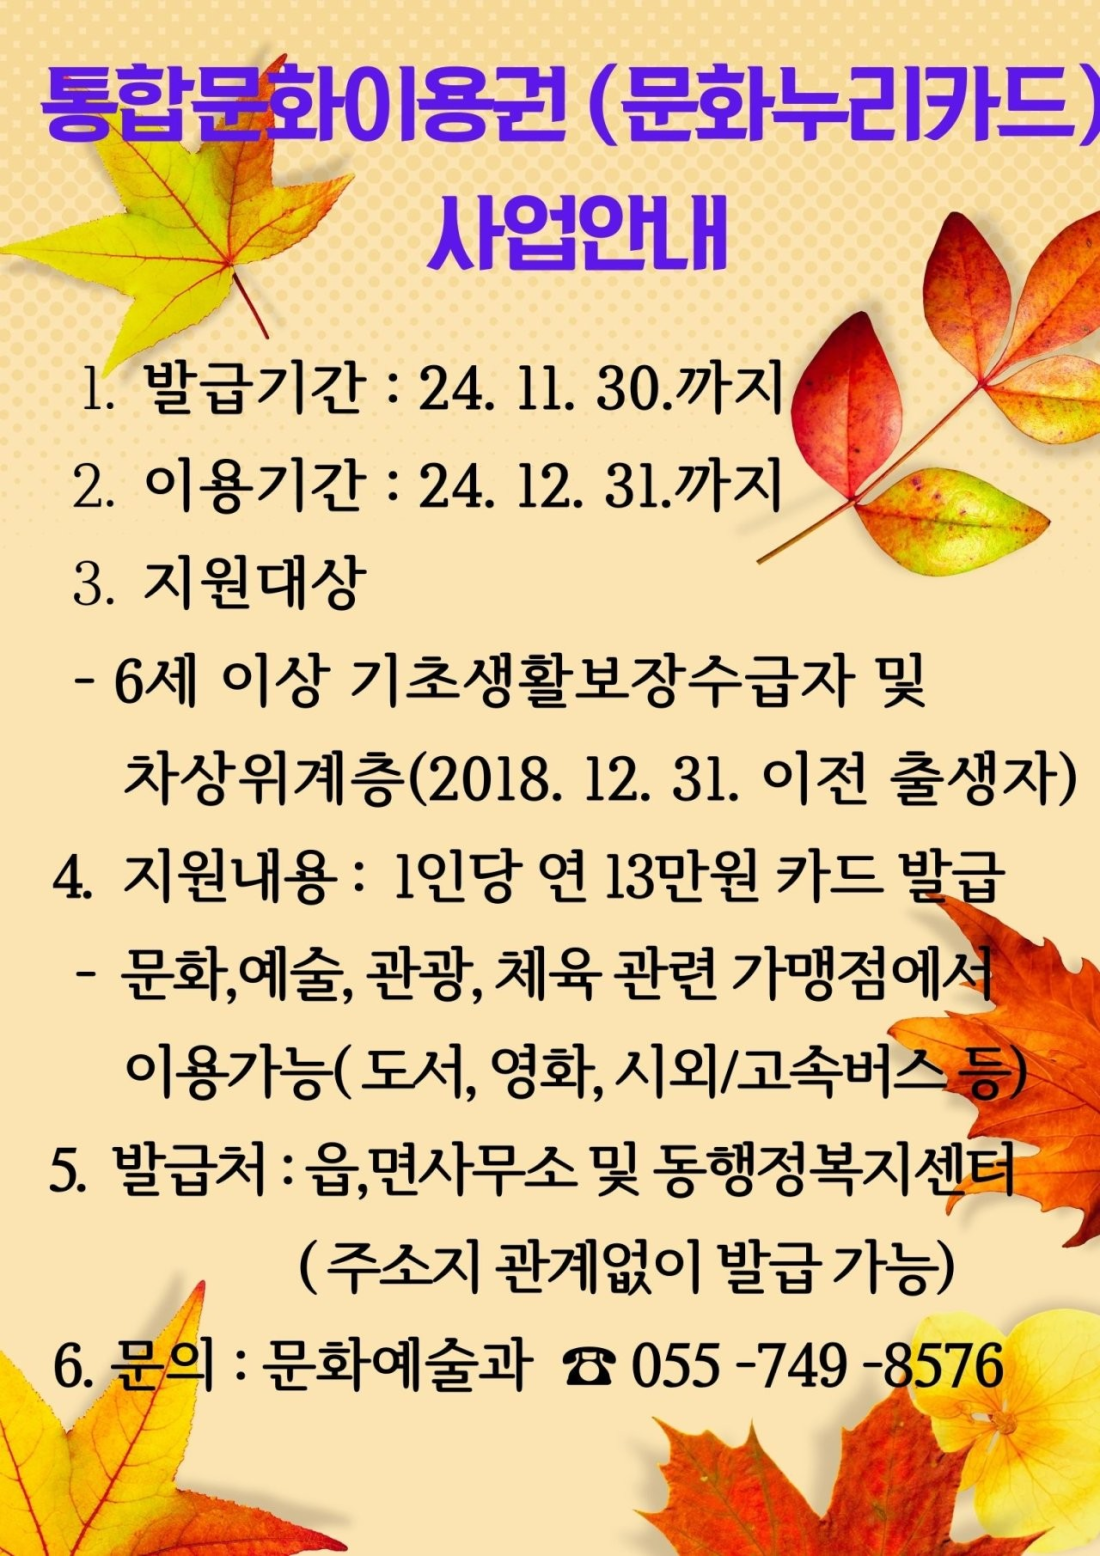 통합문화이용권 (문화누리카드)
사업안내
1. 발급기간 : 24. 11. 30.까지
2. 이용기간 : 24. 12. 31.까지
3. 지원대상
- 6세 이상 기초생활보장수급자 및
차상위계층(2018. 12. 31. 이전 출생자)
4. 지원내용 : 1인당 연 13만원 카드 발급
- 문화,예술, 관광, 체육 관련 가맹점에서
이용가능( 도서, 영화, 시외/고속버스 등)
5. 발급처 : 읍,면사무소 및 동행정복지센터
( 주소지 관계없이 발급 가능)
6. 문의 : 문화예술과 ☎ 055 -749 -8576